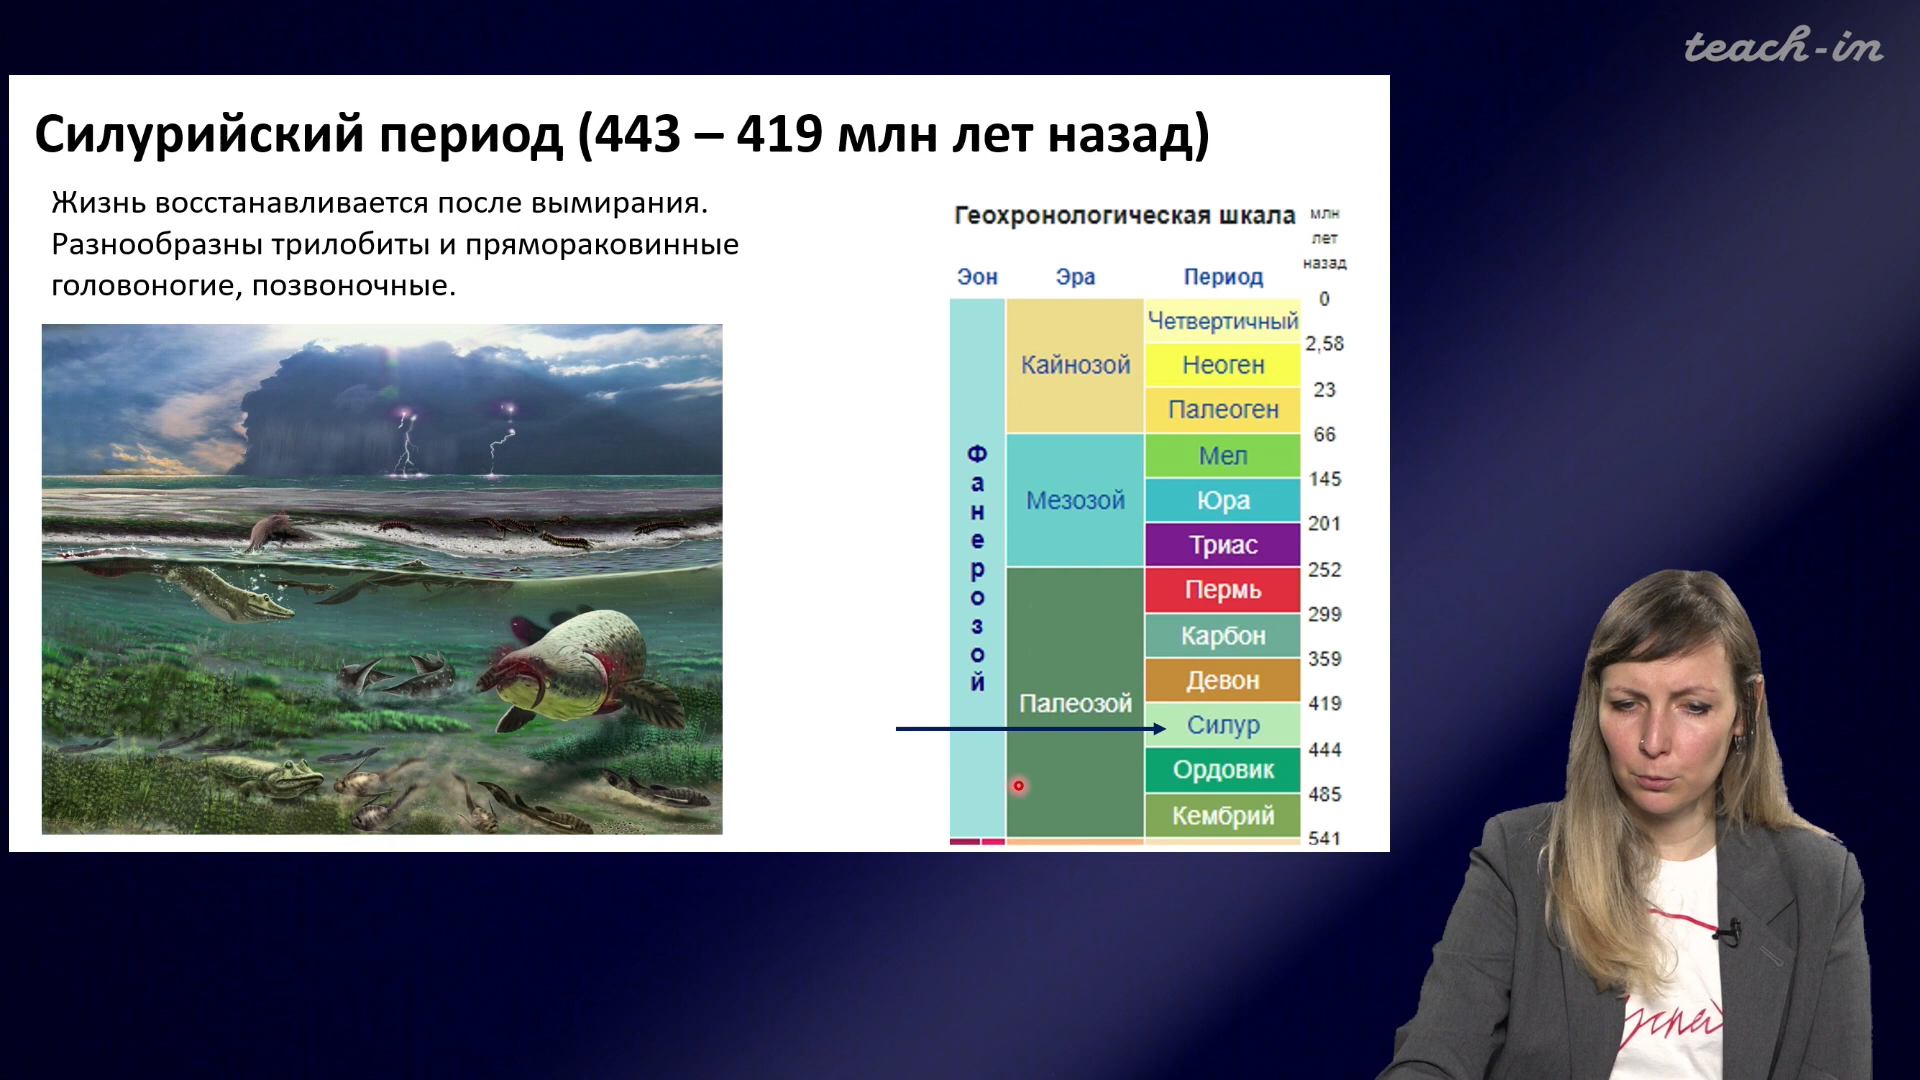 teach-in
Силурийский период (443 – 419 млн лет назад)
Жизнь восстанавливается после вымирания.
Разнообразны трилобиты и прямораковинные
головоногие, позвоночные.
Геохронологическая шкала
млн
лет
назад
Эон
Эра
Период
0
Четвертичный
2,58
Кайнозой
Неоген
23
Палеоген
66
Фанерозой
Мел
145
Мезозой
Юра
201
Триас
252
Пермь
299
Карбон
359
Девон
419
Палеозой
Силур
444
Ордовик
485
Кембрий
541